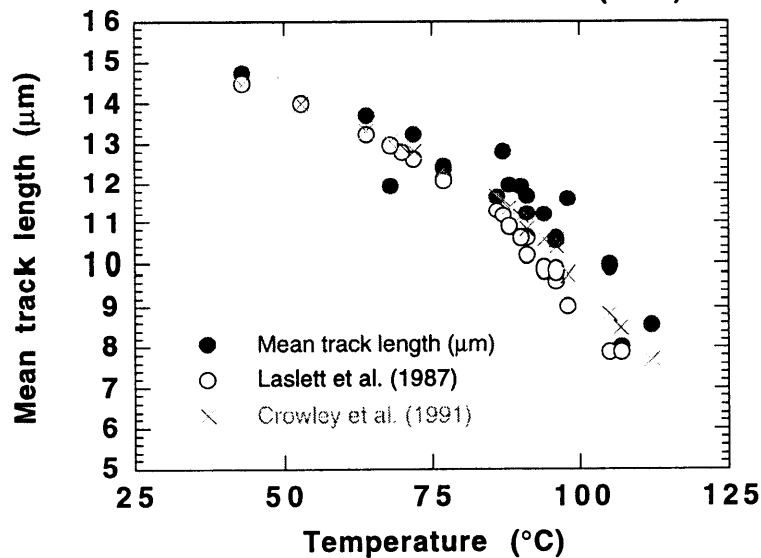 16
15
14
13
12
11
10
9
8
7
6
5
Mean track length (μm)
Mean track length (μm)
Laslett et al. (1987)
Crowley et al. (1991)
25 50 75 100 125
Temperature (°C)